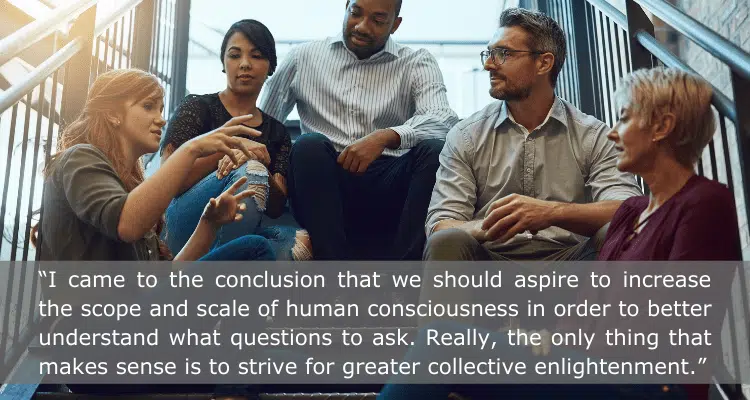 “I came to the conclusion that we should aspire to increase
the scope and scale of human consciousness in order to better
understand what questions to ask. Really, the only thing that
makes sense is to strive for greater collective enlightenment.”